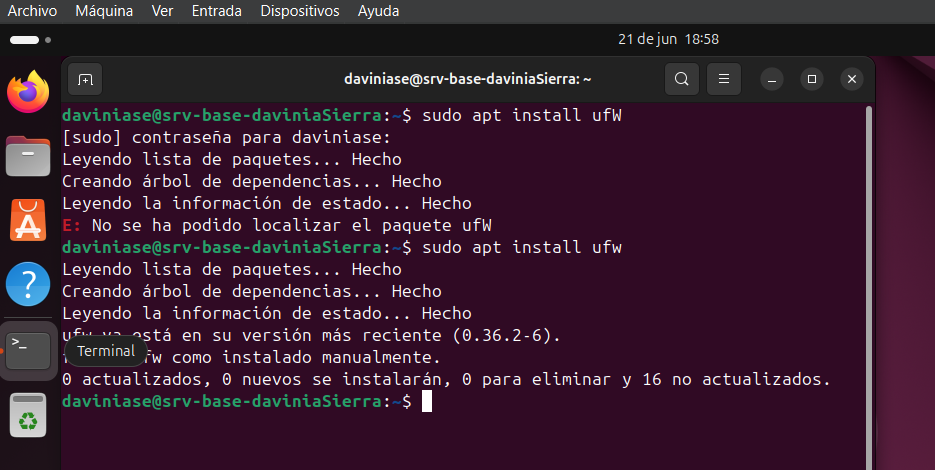 Archivo Máquina Ver Entrada Dispositivos Ayuda
21 de jun 18:58
daviniase@srv-base-daviniaSierra: ~
daviniase@srv-base-daviniaSierra:~$ sudo apt install ufW
[sudo] contraseña para daviniase:
Leyendo lista de paquetes... Hecho
Creando árbol de dependencias... Hecho
Leyendo la información de estado... Hecho
E: No se ha podido localizar el paquete ufW
daviniase@srv-base-daviniaSierra:~$ sudo apt install ufw
Leyendo lista de paquetes... Hecho
Creando árbol de dependencias... Hecho
Leyendo la información de estado... Hecho
ufw ya está en su versión más reciente (0.36.2-6).
Terminal
fw como instalado manualmente.
0 actualizados, 0 nuevos se instalarán, 0 para eliminar y 16 no actualizados.
daviniase@srv-base-daviniaSierra:~$